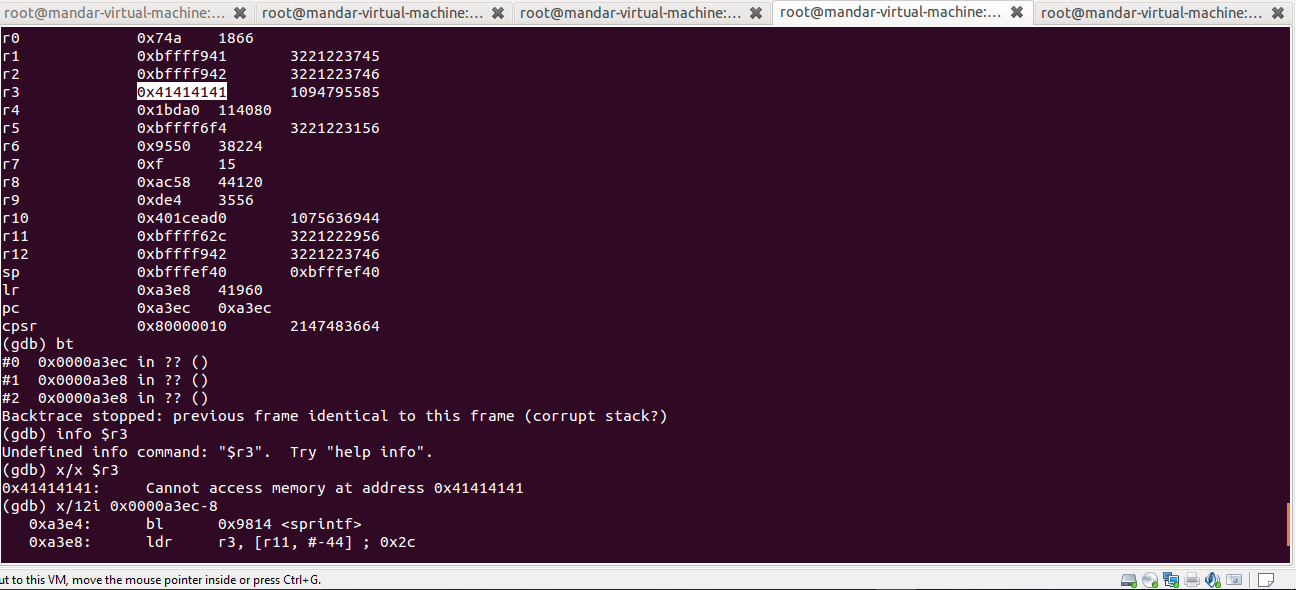 root@mandar-virtual-machine:... root@mandar-virtual-machine:... root@mandar-virtual-machine:... root@mandar-virtual-machine:... root@mandar-virtual-machine:...
r0 0x74a 1866
r1 0xbffff941 3221223745
r2 0xbffff942 3221223746
r3 0x41414141 1094795585
r4 0x1bda0 114080
r5 0xbffff6f4 3221223156
r6 0x9550 38224
r7 0xf 15
r8 0xac58 44120
r9 0xde4 3556
r10 0x401cead0 1075636944
r11 0xbffff62c 3221222956
r12 0xbffff942 3221223746
sp 0xbfffef40 0xbfffef40
lr 0xa3e8 41960
pc 0xa3ec 0xa3ec
cpsr 0x80000010 2147483664
(gdb) bt
#0 0x0000a3ec in ?? ()
#1 0x0000a3e8 in ?? ()
#2 0x0000a3e8 in ?? ()
Backtrace stopped: previous frame identical to this frame (corrupt stack?)
(gdb) info $r3
Undefined info command: "$r3". Try "help info".
(gdb) x/x $r3
0x41414141: Cannot access memory at address 0x41414141
(gdb) x/12i 0x0000a3ec-8
0xa3e4: bl 0x9814 <sprintf>
0xa3e8: ldr r3, [r11, #-44] ; 0x2c
ut to this VM, move the mouse pointer inside or press Ctrl+G.